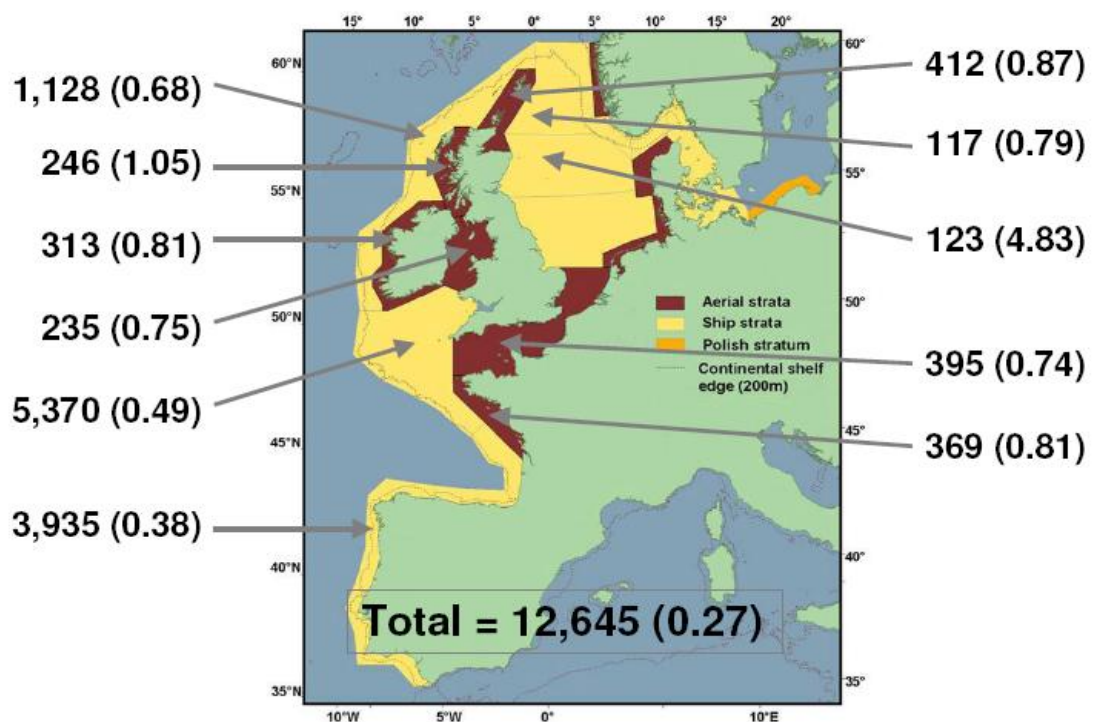 15° 10° 5° 0° 5° 10° 15° 20°
60°N
60°
412 (0.87)
1,128 (0.68)
117 (0.79)
246 (1.05)
55°N
55°
313 (0.81)
123 (4.83)
50°N
50°
235 (0.75)
Aerial strata
Ship strata
Polish stratum
Continental shelf
edge (200m)
395 (0.74)
5,370 (0.49)
45°N
45°
369 (0.81)
3,935 (0.38)
40°N
40°
Total = 12,645 (0.27)
35°N
35°
10°W 5°W 0° 10°E